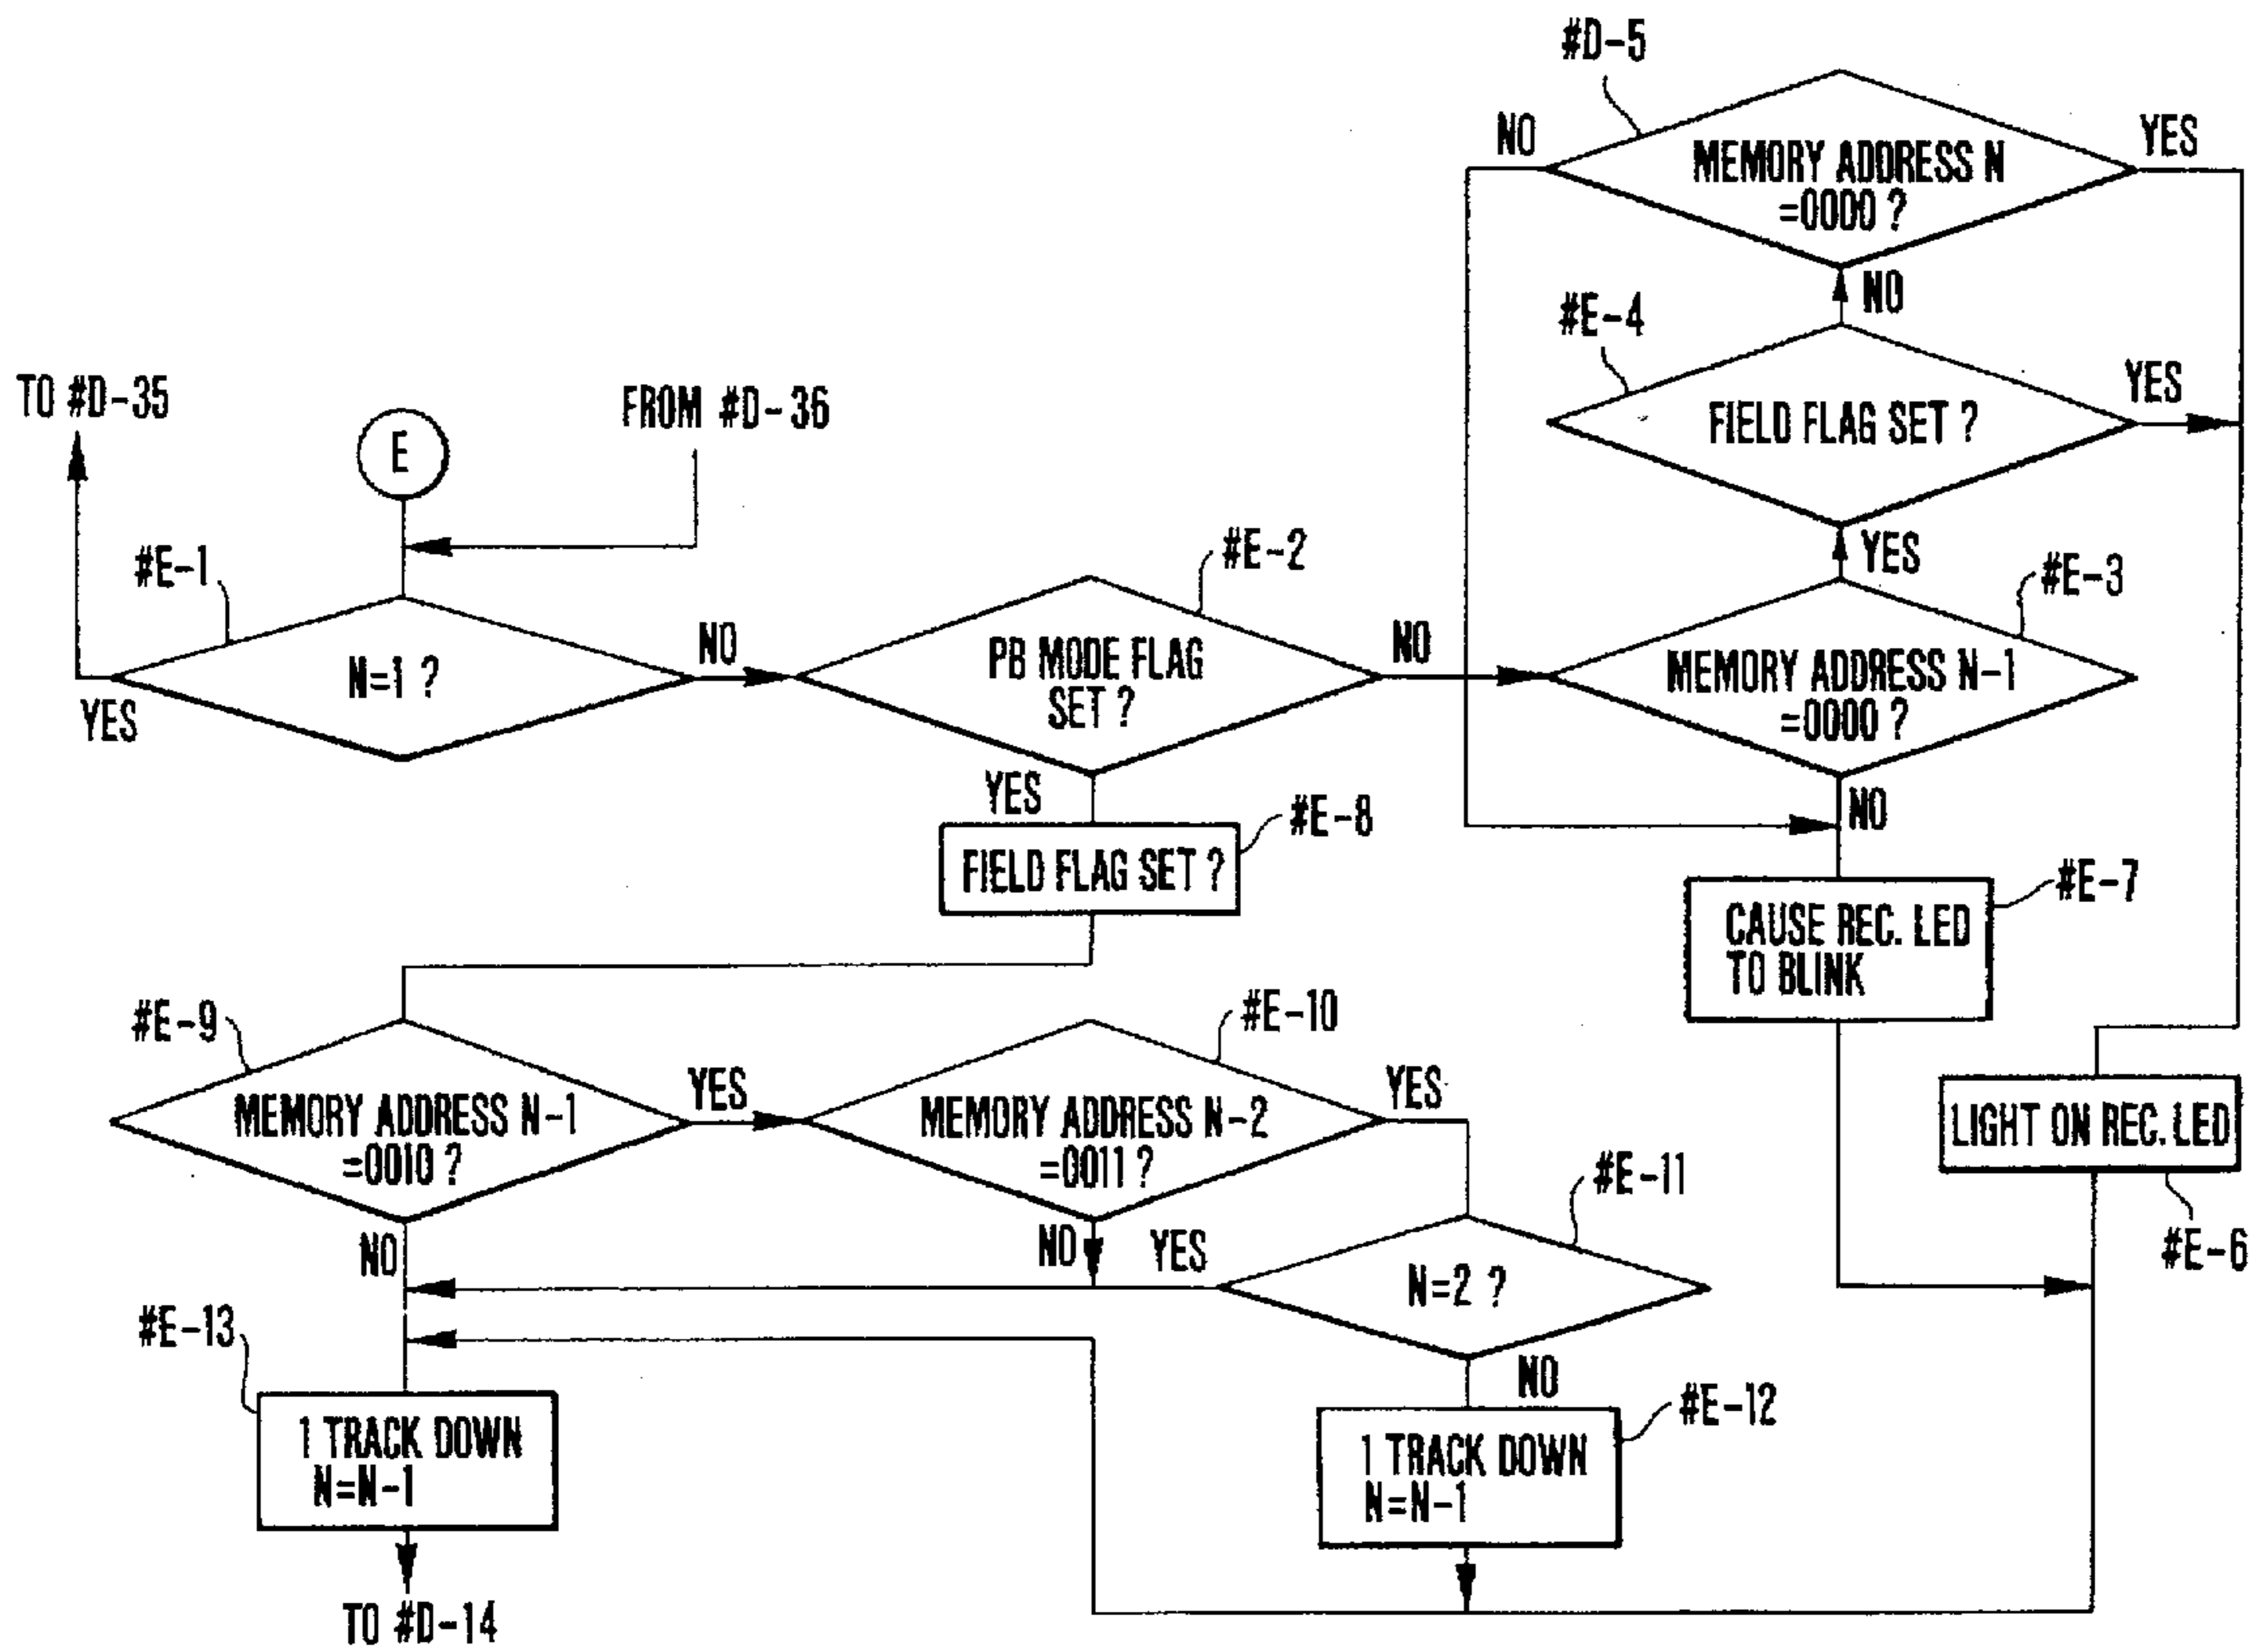 #D-5
NO
YES
MEMORY ADDRESS N
=0000 ?
NO
#E-4
YES
FIELD FLAG SET ?
TO #D-35
E
FROM #D-36
YES
#E-1
#E-2
#E-3
N=1 ?
YES
NO
PB MODE FLAG
SET ?
NO
MEMORY ADDRESS N-1
=0000 ?
YES
NO
#E-8
FIELD FLAG SET ?
#E-7
CAUSE REC. LED
TO BLINK
#E-9
#E-10
MEMORY ADDRESS N-1
=0010 ?
YES
MEMORY ADDRESS N-2
=0011 ?
YES
LIGHT ON REC. LED
#E-6
NO
NO
YES
#E-11
N=2 ?
#E-13
NO
1 TRACK DOWN
N=N-1
#E-12
1 TRACK DOWN
N=N-1
TO #D-14